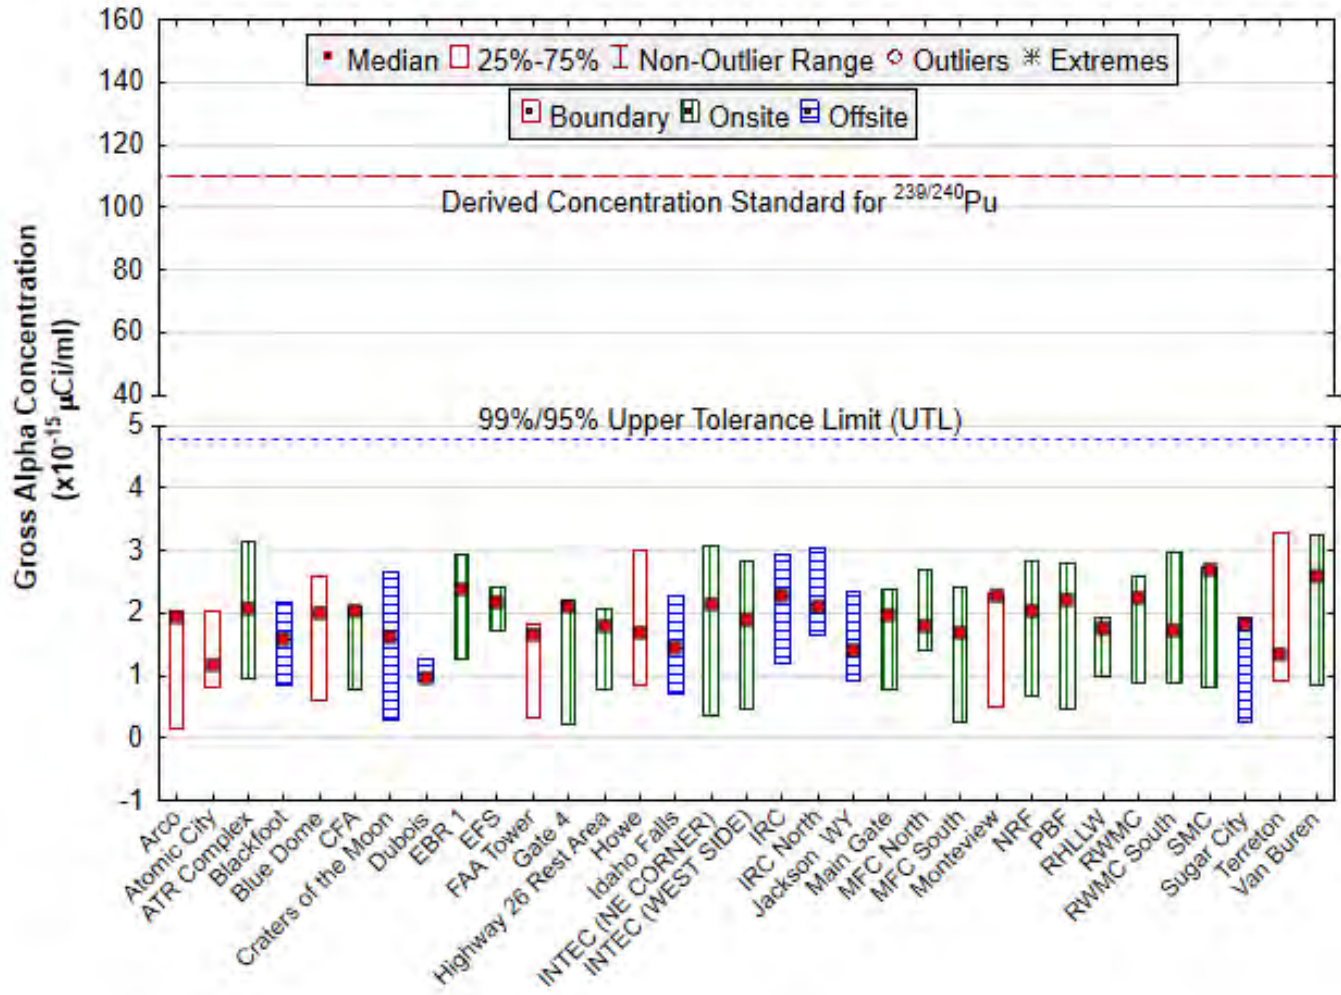 160
140
120
100
80
60
40
5
4
3
2
1
0
-1
Gross Alpha Concentration
(x10⁻¹⁵ µCi/ml)
Median 25%-75% Non-Outlier Range Outliers Extremes
Boundary Onsite Offsite
Derived Concentration Standard for ²³⁹/²⁴⁰Pu
99%/95% Upper Tolerance Limit (UTL)
Arco
Atomic City
ATR Complex
Blackfoot
Blue Dome
CFA
Craters of the Moon
Dubois
EBR 1
EFS
FAA Tower
Gate 4
Highway 26 Rest Area
Howe
Idaho Falls
INTEC (NE CORNER)
INTEC (WEST SIDE)
IRC
IRC North
Jackson WY
Main Gate
MFC North
MFC South
Monteview
NRF
PBF
RHLLW
RWMC
RWMC South
SMC
Sugar City
Terreton
Van Buren